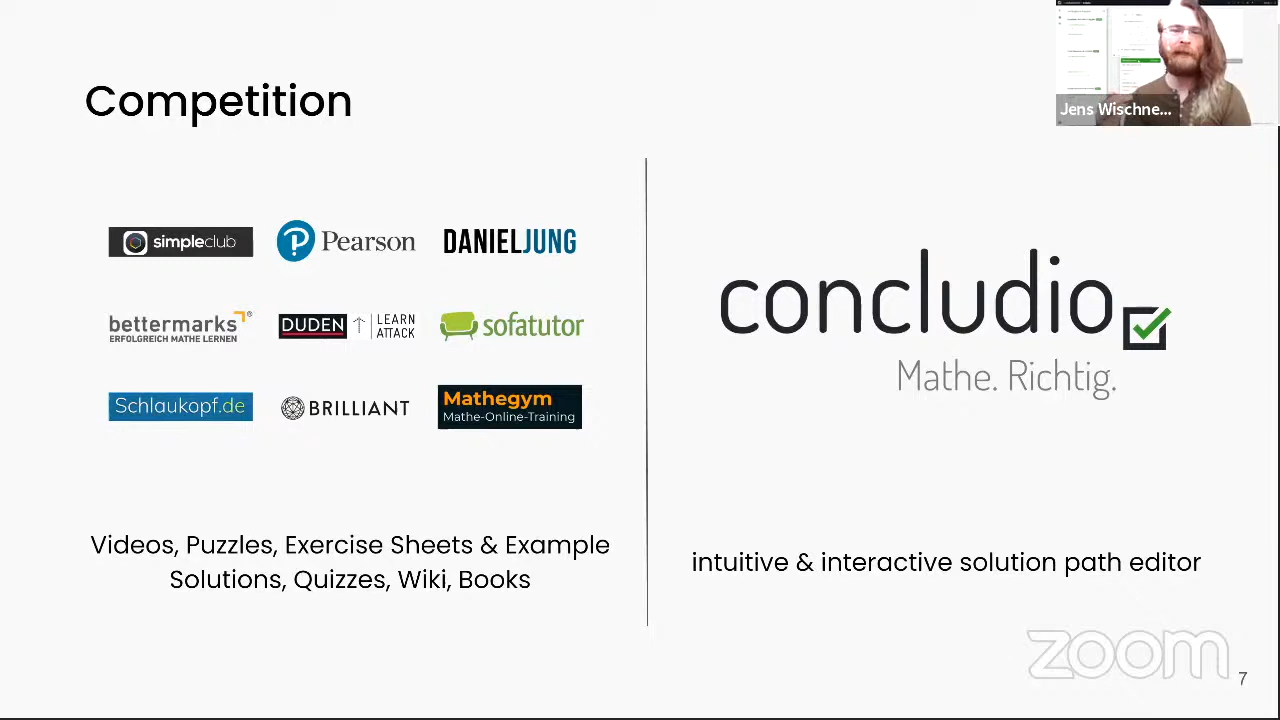 Competition
Jens Wischne...
simpleclub
Pearson
DANIELJUNG
bettermarks®
ERFOLGREICH MATHE LERNEN
DUDEN
LEARN
ATTACK
sofatutor
Schlaukopf.de
BRILLIANT
Mathegym
Mathe-Online-Training
concludio
Mathe. Richtig.
Videos, Puzzles, Exercise Sheets & Example
Solutions, Quizzes, Wiki, Books
intuitive & interactive solution path editor
zoom
7